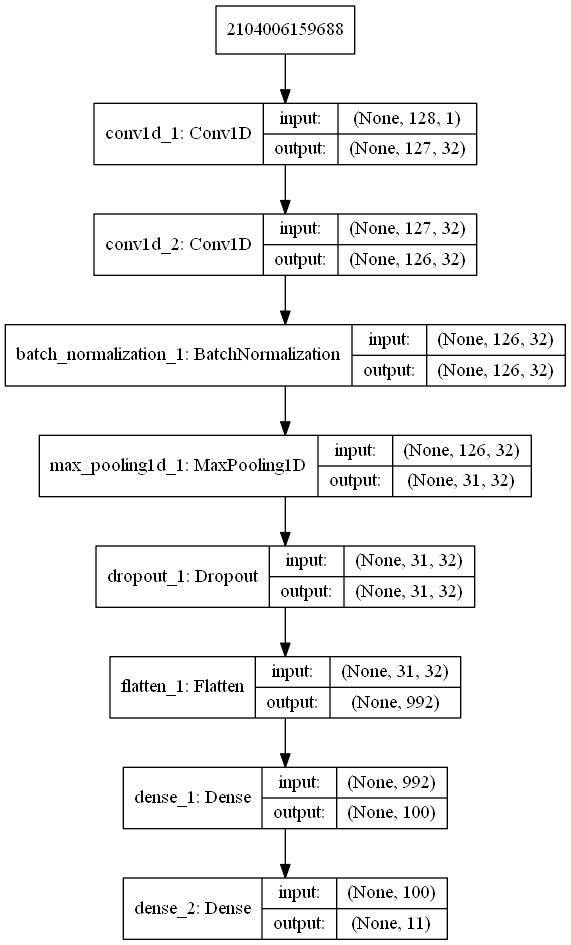 2104006159688
conv1d_1: Conv1D
input: (None, 128, 1)
output: (None, 127, 32)
conv1d_2: Conv1D
input: (None, 127, 32)
output: (None, 126, 32)
batch_normalization_1: BatchNormalization
input: (None, 126, 32)
output: (None, 126, 32)
max_pooling1d_1: MaxPooling1D
input: (None, 126, 32)
output: (None, 31, 32)
dropout_1: Dropout
input: (None, 31, 32)
output: (None, 31, 32)
flatten_1: Flatten
input: (None, 31, 32)
output: (None, 992)
dense_1: Dense
input: (None, 992)
output: (None, 100)
dense_2: Dense
input: (None, 100)
output: (None, 11)